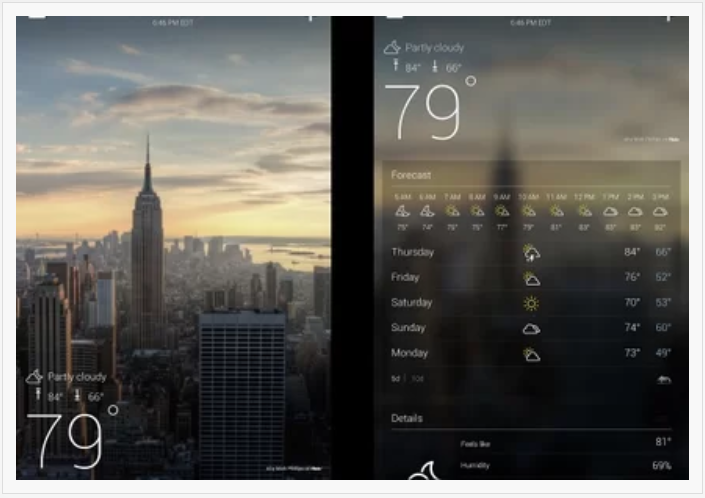 6:46 PM EDT
Partly cloudy
84° 66°
79°
6:46 PM EDT
Partly cloudy
84° 66°
79°
Forecast
5 AM 6 AM 7 AM 8 AM 9 AM 10 AM 11 AM 12 PM 1 PM 2 PM 3 PM
75° 74° 75° 75° 77° 79° 81° 83° 83° 83° 82°
Thursday 84° 66°
Friday 76° 52°
Saturday 70° 53°
Sunday 74° 60°
Monday 73° 49°
5d | 10d
Details
Feels like 81°
Humidity 69%